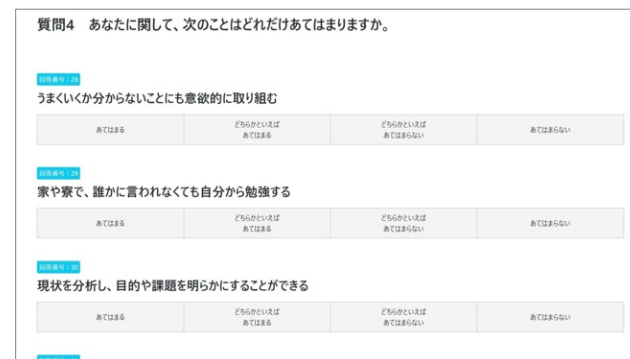 質問4　あなたに関して、次のことはどれだけあてはまりますか。
回答番号：28
うまくいくか分からないことにも意欲的に取り組む
あてはまる
どちらかといえば
あてはまる
どちらかといえば
あてはまらない
あてはまらない
回答番号：29
家や寮で、誰かに言われなくても自分から勉強する
あてはまる
どちらかといえば
あてはまる
どちらかといえば
あてはまらない
あてはまらない
回答番号：30
現状を分析し、目的や課題を明らかにすることができる
あてはまる
どちらかといえば
あてはまる
どちらかといえば
あてはまらない
あてはまらない